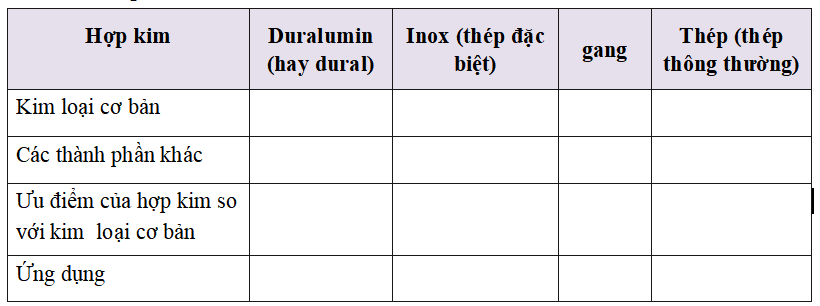 Hợp kim
Duralumin
(hay dural)
Inox (thép đặc
biệt)
gang
Thép (thép
thông thường)
Kim loại cơ bản
Các thành phần khác
Ưu điểm của hợp kim so
với kim loại cơ bản
Ứng dụng